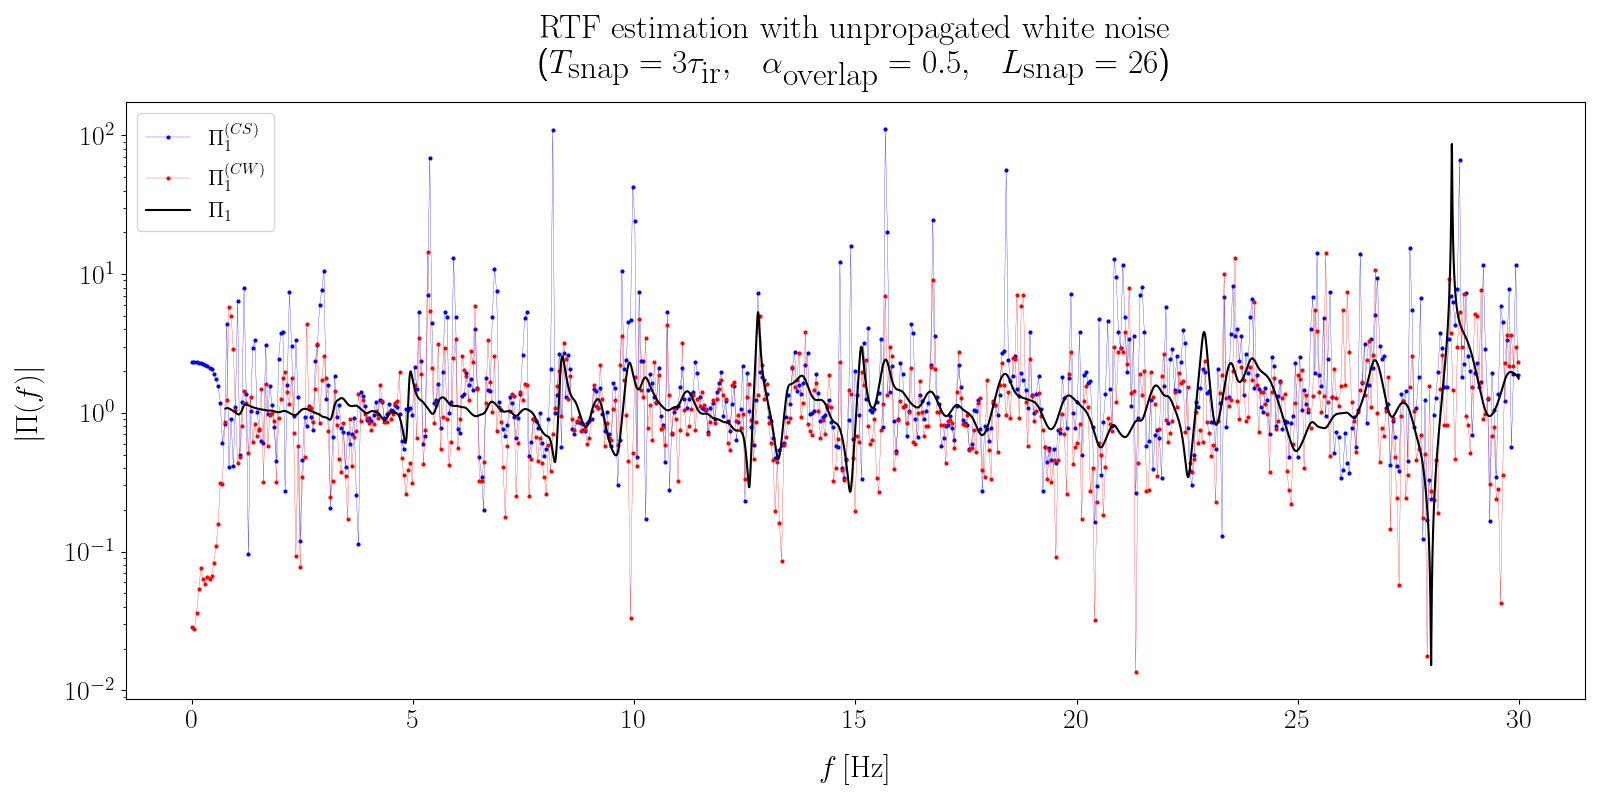 RTF estimation with unpropagated white noise
(T_snap = 3τ_ir, α_overlap = 0.5, L_snap = 26)
Π_1^(CS)
Π_1^(CW)
Π_1
|Π(f)|
10^2
10^1
10^0
10^−1
10^−2
0 5 10 15 20 25 30
f [Hz]